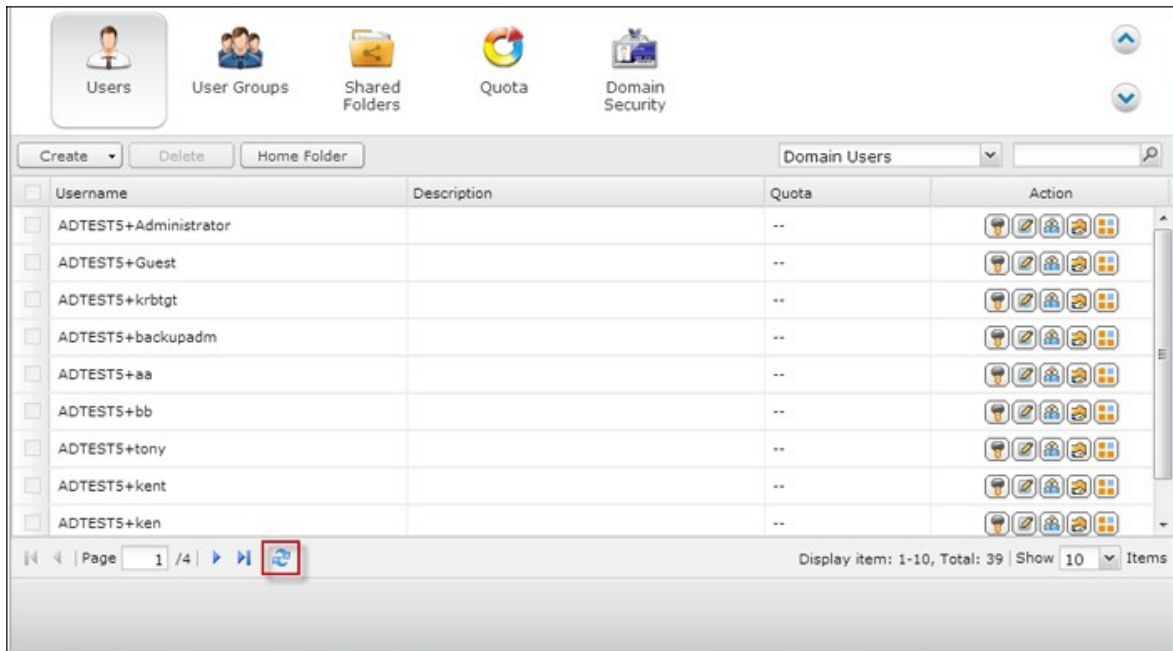 Users User Groups Shared Folders Quota Domain Security
Create Delete Home Folder Domain Users
Username Description Quota Action
ADTEST5+Administrator --
ADTEST5+Guest --
ADTEST5+krbtgt --
ADTEST5+backupadm --
ADTEST5+aa --
ADTEST5+bb --
ADTEST5+tony --
ADTEST5+kent --
ADTEST5+ken --
Page 1 /4 Display item: 1-10, Total: 39 Show 10 Items